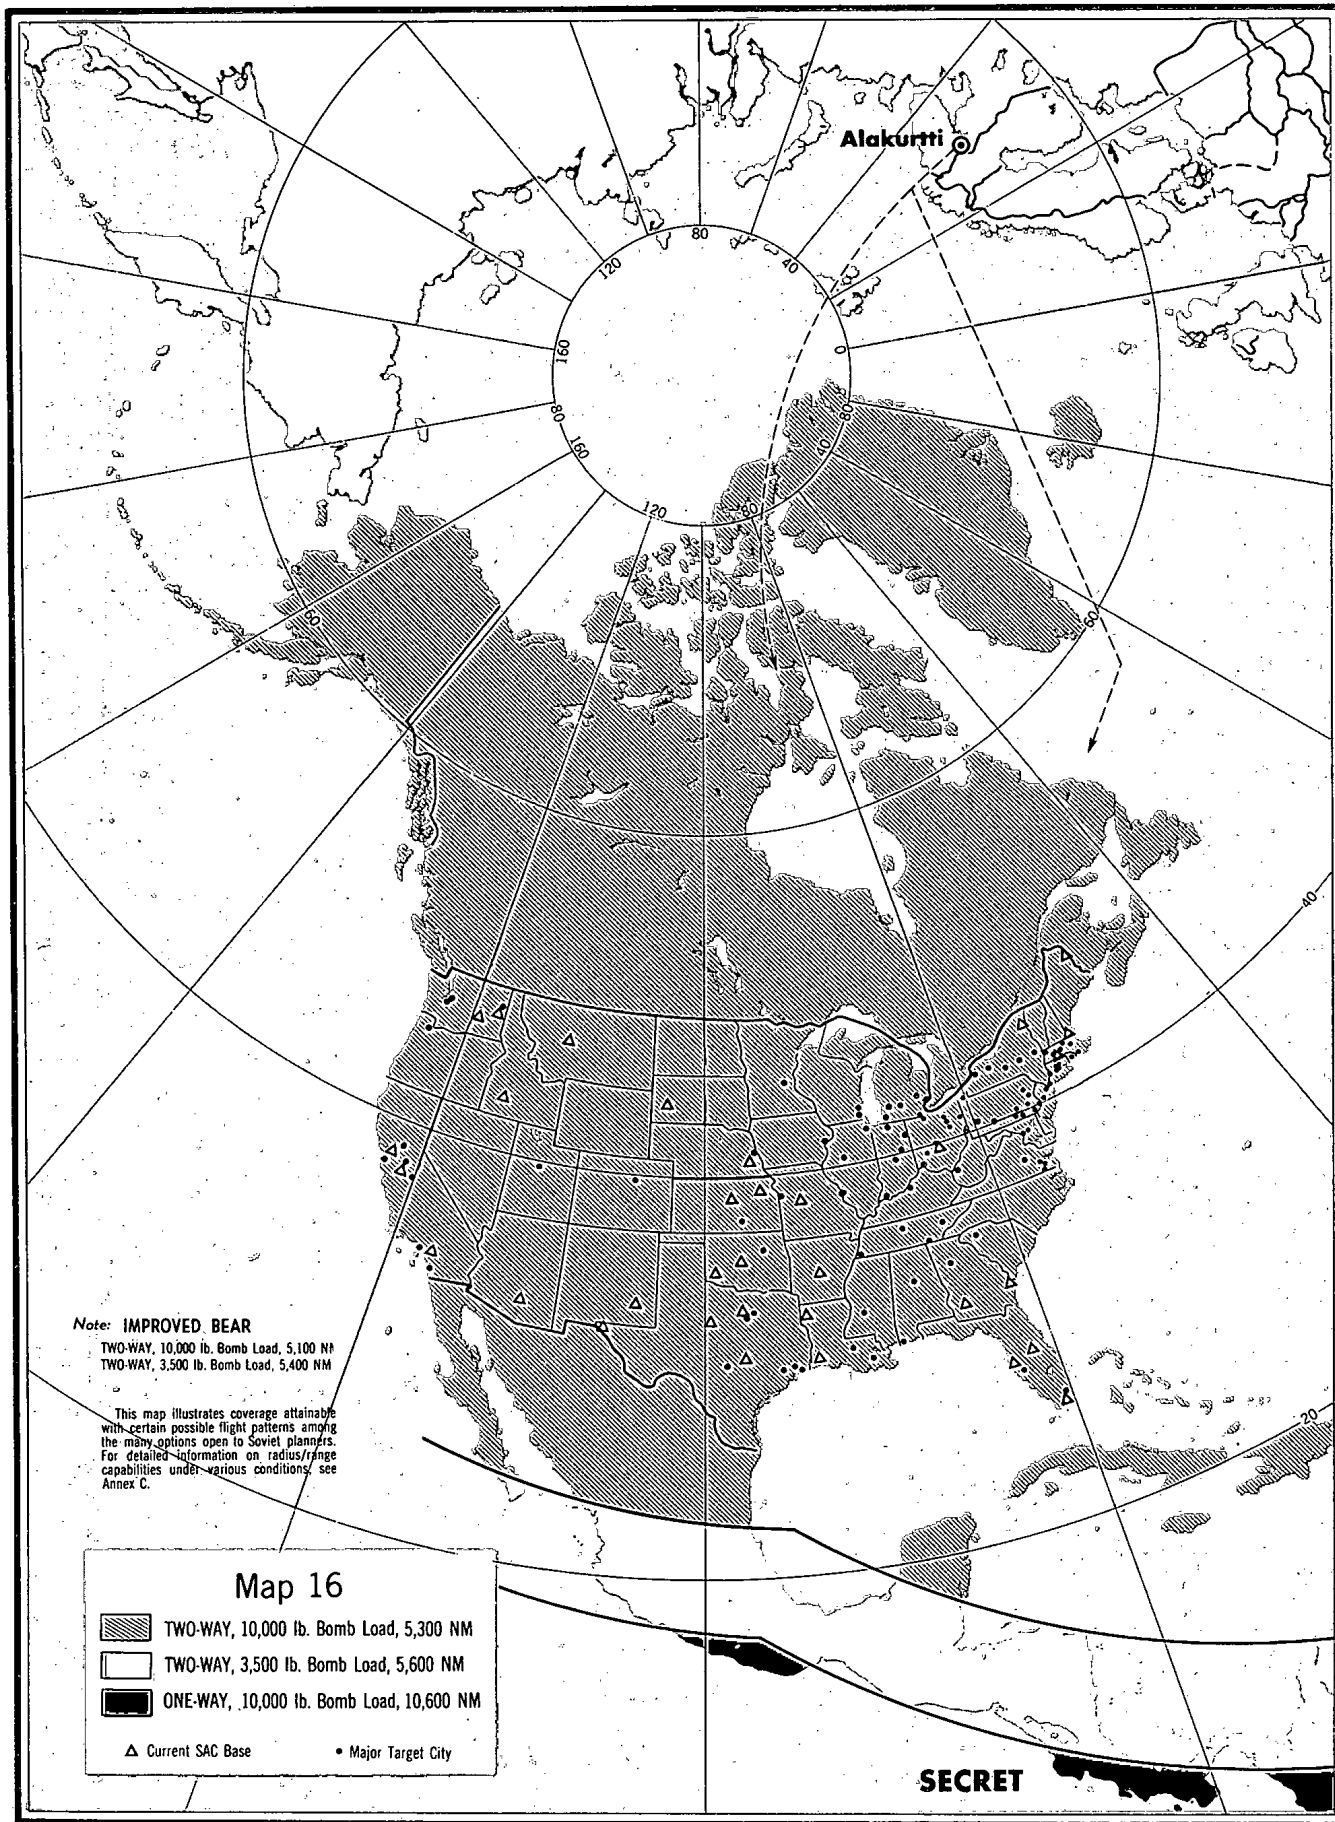 Alakurtti
80
120
40
160
0
80
160
80
40
120
80
60
60
40
20
Note: IMPROVED BEAR
TWO-WAY, 10,000 lb. Bomb Load, 5,100 NM
TWO-WAY, 3,500 lb. Bomb Load, 5,400 NM
This map illustrates coverage attainable
with certain possible flight patterns among
the many options open to Soviet planners.
For detailed information on radius/range
capabilities under various conditions, see
Annex C.
Map 16
TWO-WAY, 10,000 lb. Bomb Load, 5,300 NM
TWO-WAY, 3,500 lb. Bomb Load, 5,600 NM
ONE-WAY, 10,000 lb. Bomb Load, 10,600 NM
Current SAC Base
Major Target City
SECRET